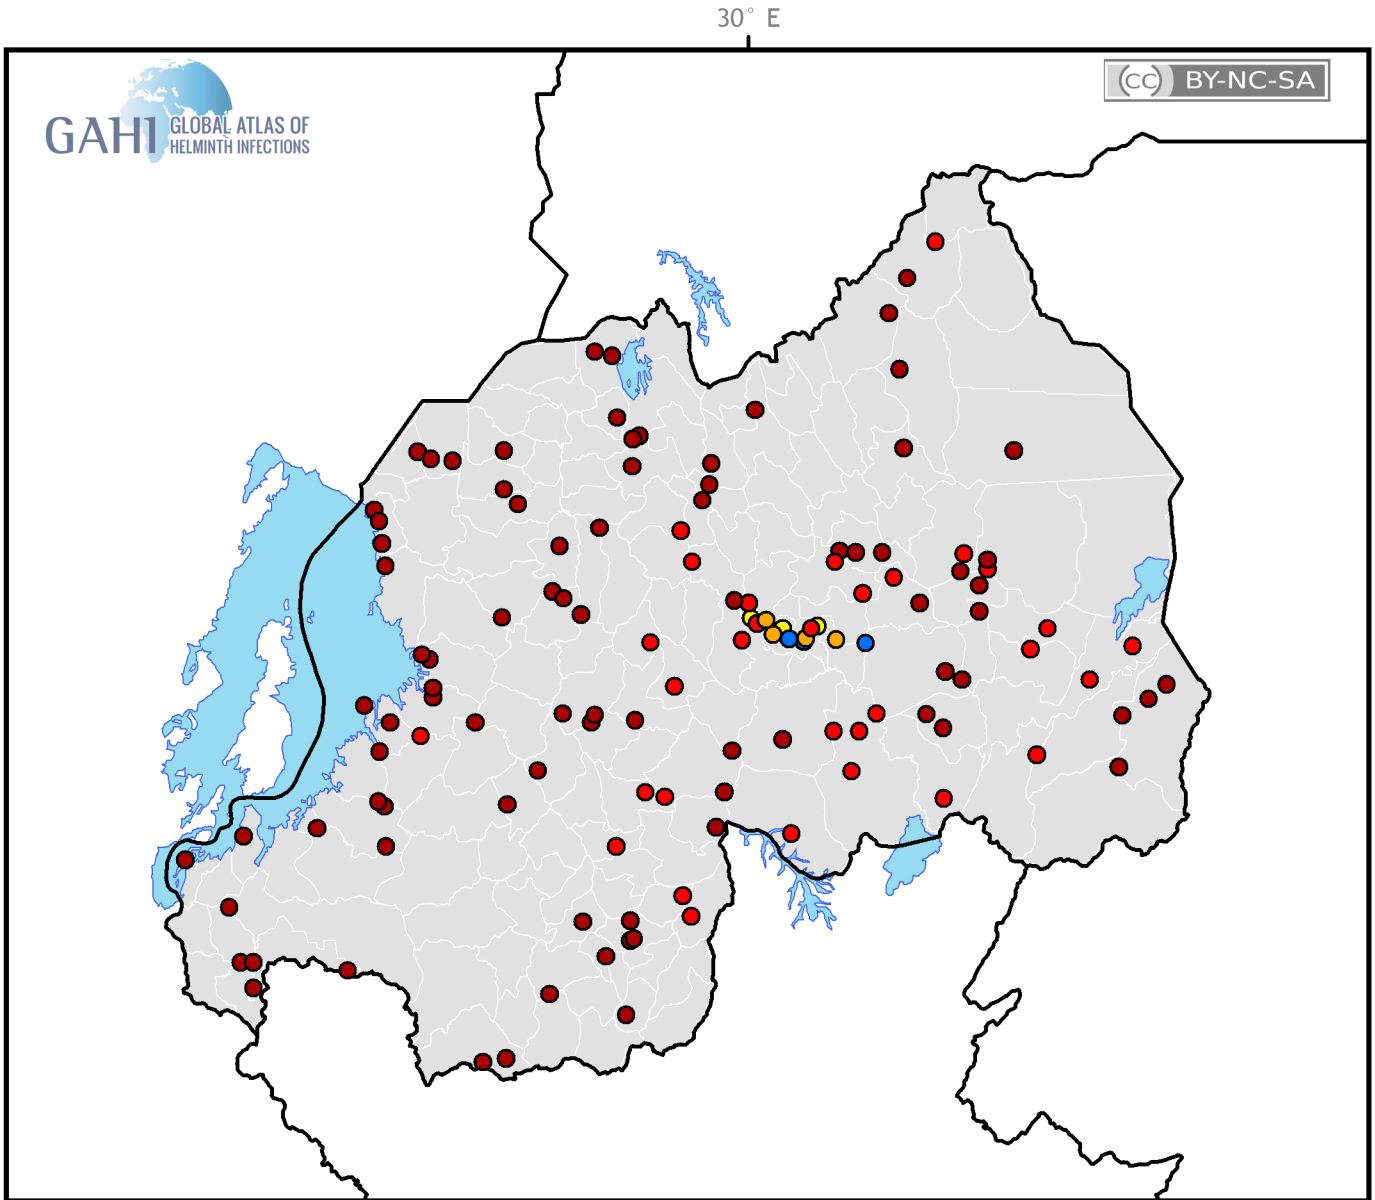 30° E
GAHI GLOBAL ATLAS OF
HELMINTH INFECTIONS
(cc) BY-NC-SA